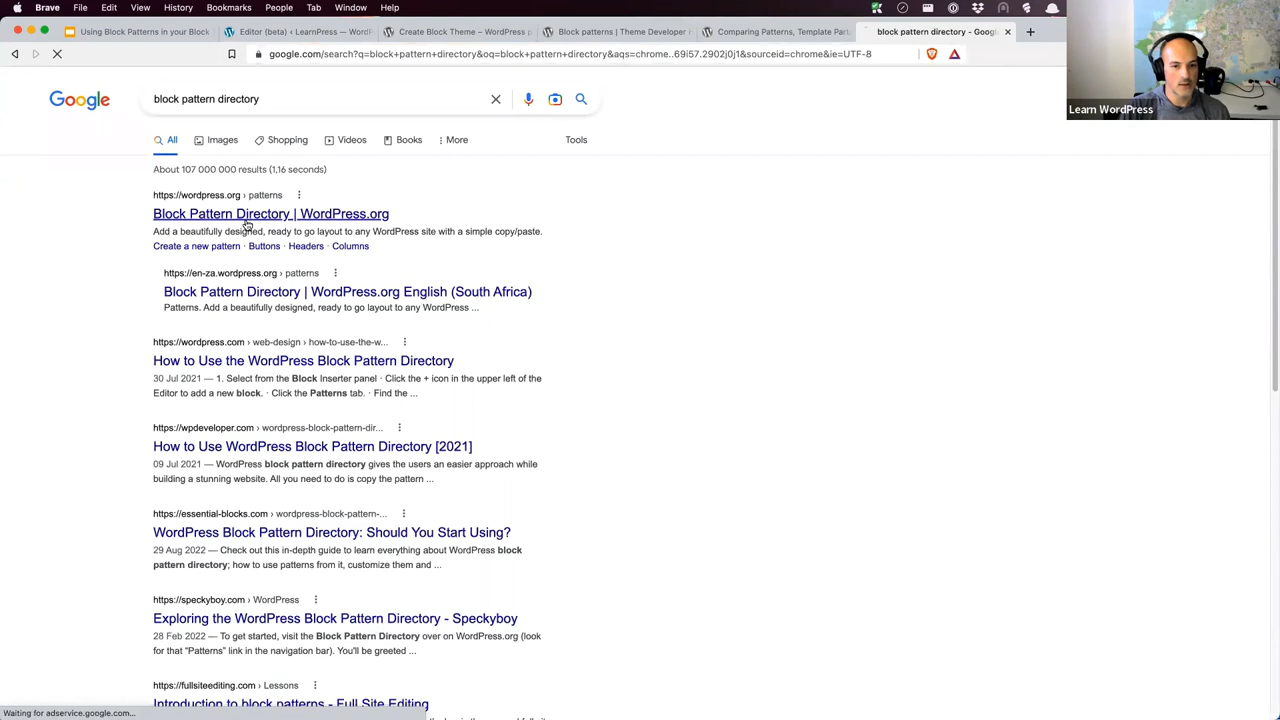 Brave File Edit View History Bookmarks People Tab Window Help
Using Block Patterns in your Block
Editor (beta) ‹ LearnPress — WordP
Create Block Theme – WordPress p
Block patterns | Theme Developer H
Comparing Patterns, Template Part
block pattern directory - Goog
google.com/search?q=block+pattern+directory&oq=block+pattern+directory&aqs=chrome..69i57.2902j0j1&sourceid=chrome&ie=UTF-8
Learn WordPress
Google
block pattern directory
All Images Shopping Videos Books More Tools
About 107 000 000 results (1,16 seconds)
https://wordpress.org › patterns
Block Pattern Directory | WordPress.org
Add a beautifully designed, ready to go layout to any WordPress site with a simple copy/paste.
Create a new pattern · Buttons · Headers · Columns
https://en-za.wordpress.org › patterns
Block Pattern Directory | WordPress.org English (South Africa)
Patterns. Add a beautifully designed, ready to go layout to any WordPress ...
https://wordpress.com › web-design › how-to-use-the-w...
How to Use the WordPress Block Pattern Directory
30 Jul 2021 — 1. Select from the Block Inserter panel · Click the + icon in the upper left of the
Editor to add a new block. · Click the Patterns tab. · Find the ...
https://wpdeveloper.com › wordpress-block-pattern-dir...
How to Use WordPress Block Pattern Directory [2021]
09 Jul 2021 — WordPress block pattern directory gives the users an easier approach while
building a stunning website. All you need to do is copy the pattern ...
https://essential-blocks.com › wordpress-block-pattern-...
WordPress Block Pattern Directory: Should You Start Using?
29 Aug 2022 — Check out this in-depth guide to learn everything about WordPress block
pattern directory; how to use patterns from it, customize them and ...
https://speckyboy.com › WordPress
Exploring the WordPress Block Pattern Directory - Speckyboy
28 Feb 2022 — To get started, visit the Block Pattern Directory over on WordPress.org (look
for that "Patterns" link in the navigation bar). You'll be greeted ...
https://fullsiteediting.com › Lessons
Introduction to block patterns - Full Site Editing
Waiting for adservice.google.com...